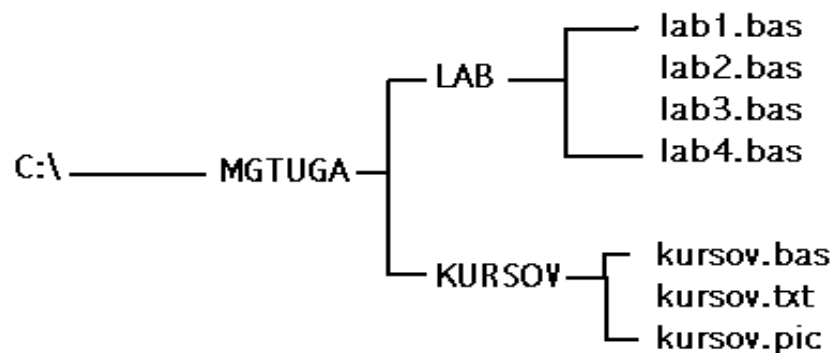 C:\
MGTUGA
LAB
lab1.bas
lab2.bas
lab3.bas
lab4.bas
KURSOV
kursov.bas
kursov.txt
kursov.pic